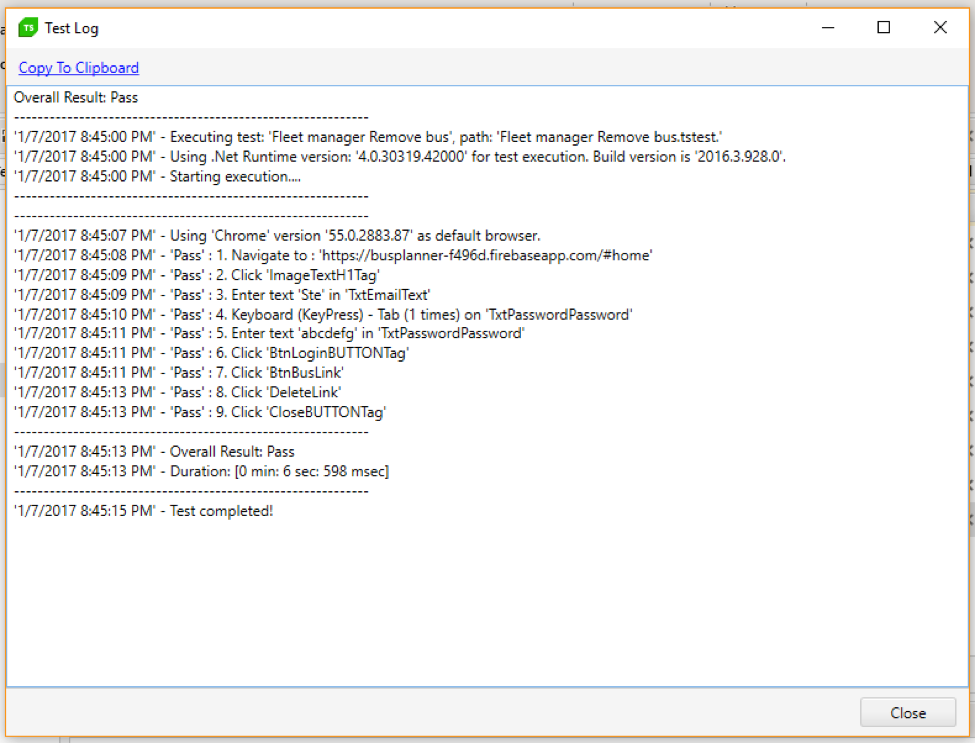 TS Test Log
Copy To Clipboard
Overall Result: Pass
-----------------------------------------------------------
'1/7/2017 8:45:00 PM' - Executing test: 'Fleet manager Remove bus', path: 'Fleet manager Remove bus.tstest.'
'1/7/2017 8:45:00 PM' - Using .Net Runtime version: '4.0.30319.42000' for test execution. Build version is '2016.3.928.0'.
'1/7/2017 8:45:00 PM' - Starting execution....
-----------------------------------------------------------
-----------------------------------------------------------
'1/7/2017 8:45:07 PM' - Using 'Chrome' version '55.0.2883.87' as default browser.
'1/7/2017 8:45:08 PM' - 'Pass' : 1. Navigate to : 'https://busplanner-f496d.firebaseapp.com/#home'
'1/7/2017 8:45:09 PM' - 'Pass' : 2. Click 'ImageTextH1Tag'
'1/7/2017 8:45:09 PM' - 'Pass' : 3. Enter text 'Ste' in 'TxtEmailText'
'1/7/2017 8:45:10 PM' - 'Pass' : 4. Keyboard (KeyPress) - Tab (1 times) on 'TxtPasswordPassword'
'1/7/2017 8:45:11 PM' - 'Pass' : 5. Enter text 'abcdefg' in 'TxtPasswordPassword'
'1/7/2017 8:45:11 PM' - 'Pass' : 6. Click 'BtnLoginBUTTONTag'
'1/7/2017 8:45:11 PM' - 'Pass' : 7. Click 'BtnBusLink'
'1/7/2017 8:45:13 PM' - 'Pass' : 8. Click 'DeleteLink'
'1/7/2017 8:45:13 PM' - 'Pass' : 9. Click 'CloseBUTTONTag'
-----------------------------------------------------------
'1/7/2017 8:45:13 PM' - Overall Result: Pass
'1/7/2017 8:45:13 PM' - Duration: [0 min: 6 sec: 598 msec]
-----------------------------------------------------------
'1/7/2017 8:45:15 PM' - Test completed!
Close